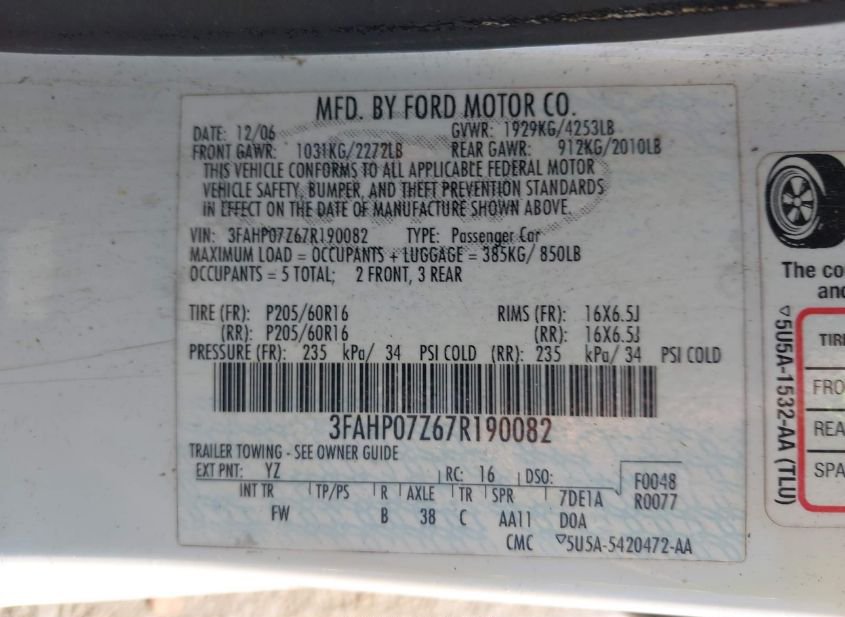 MFD. BY FORD MOTOR CO.
DATE: 12/06 GVWR: 1929KG/4253LB
FRONT GAWR: 1031KG/2272LB REAR GAWR: 912KG/2010LB
THIS VEHICLE CONFORMS TO ALL APPLICABLE FEDERAL MOTOR
VEHICLE SAFETY, BUMPER, AND THEFT PREVENTION STANDARDS
IN EFFECT ON THE DATE OF MANUFACTURE SHOWN ABOVE.
VIN: 3FAHP07Z67R190082 TYPE: Passenger Car
MAXIMUM LOAD = OCCUPANTS + LUGGAGE = 385KG/ 850LB
OCCUPANTS = 5 TOTAL; 2 FRONT, 3 REAR
TIRE (FR): P205/60R16 RIMS (FR): 16X6.5J
(RR): P205/60R16 (RR): 16X6.5J
PRESSURE (FR): 235 kPa/ 34 PSI COLD (RR): 235 kPa/ 34 PSI COLD
3FAHP07Z67R190082
TRAILER TOWING - SEE OWNER GUIDE
EXT PNT: YZ RC: 16 DSO: F0048
INT TR TP/PS R AXLE TR SPR 7DE1A R0077
FW B 38 C AA11 D0A
CMC ▽5U5A-5420472-AA
The co
and
▽5U5A-1532-AA (TLU)
TIRE
FRO
REA
SPA